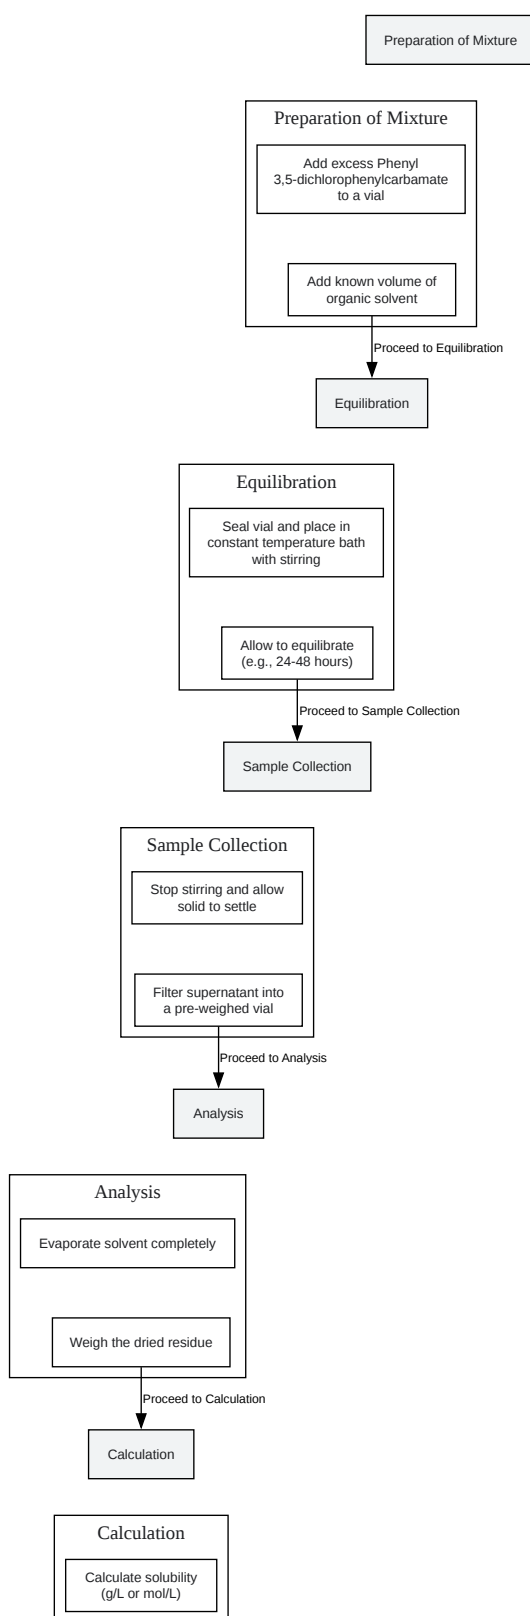 Preparation of Mixture
Preparation of Mixture
Add excess Phenyl
3,5-dichlorophenylcarbamate
to a vial
Add known volume of
organic solvent
Proceed to Equilibration
Equilibration
Equilibration
Seal vial and place in
constant temperature bath
with stirring
Allow to equilibrate
(e.g., 24-48 hours)
Proceed to Sample Collection
Sample Collection
Sample Collection
Stop stirring and allow
solid to settle
Filter supernatant into
a pre-weighed vial
Proceed to Analysis
Analysis
Analysis
Evaporate solvent completely
Weigh the dried residue
Proceed to Calculation
Calculation
Calculation
Calculate solubility
(g/L or mol/L)